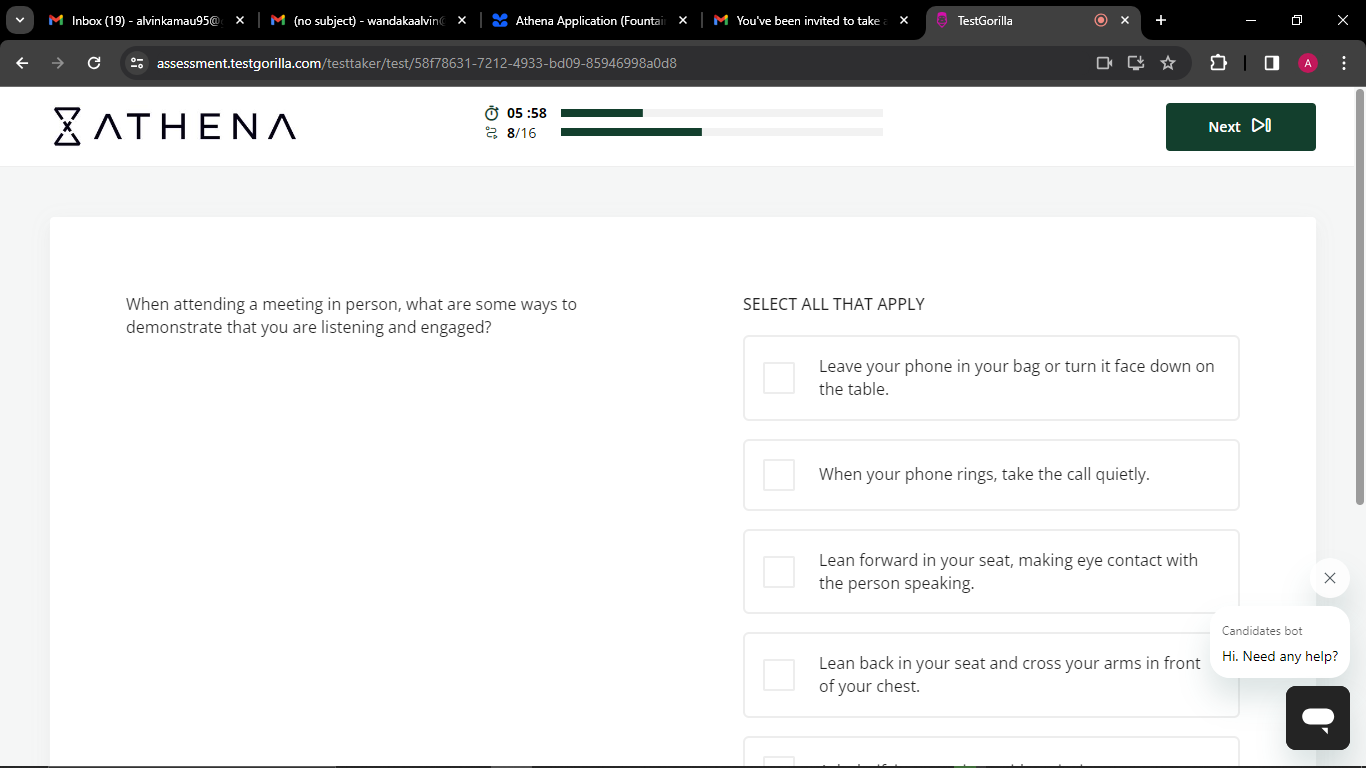 Inbox (19) - alvinkamau95@
(no subject) - wandakaalvin@
Athena Application (Fountai
You've been invited to take a
TestGorilla
assessment.testgorilla.com/testtaker/test/58f78631-7212-4933-bd09-85946998a0d8
A
ATHENA
05 :58
8/16
Next
When attending a meeting in person, what are some ways to
demonstrate that you are listening and engaged?
SELECT ALL THAT APPLY
Leave your phone in your bag or turn it face down on
the table.
When your phone rings, take the call quietly.
Lean forward in your seat, making eye contact with
the person speaking.
Lean back in your seat and cross your arms in front
of your chest.
Candidates bot
Hi. Need any help?